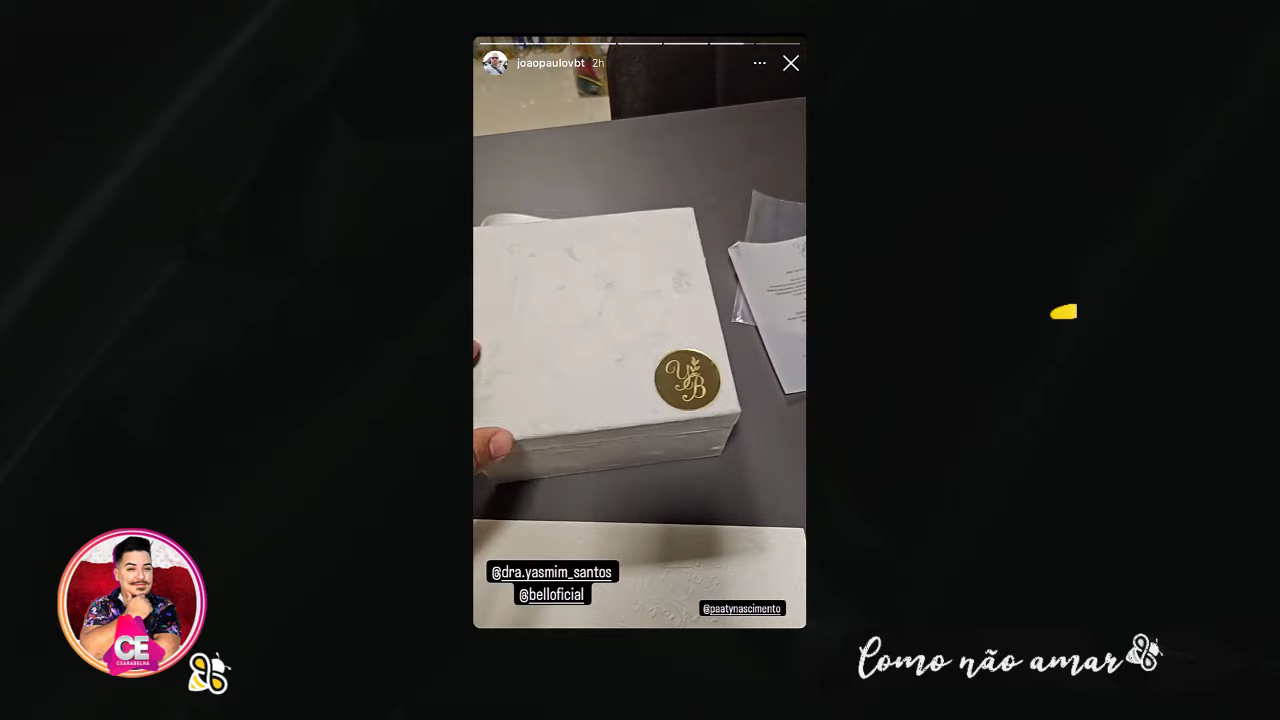 joaopaulovbt 2h
YB
@dra.yasmim_santos
@belloficial
@paatynascimento
CE
CEARABELHA
Como não amar